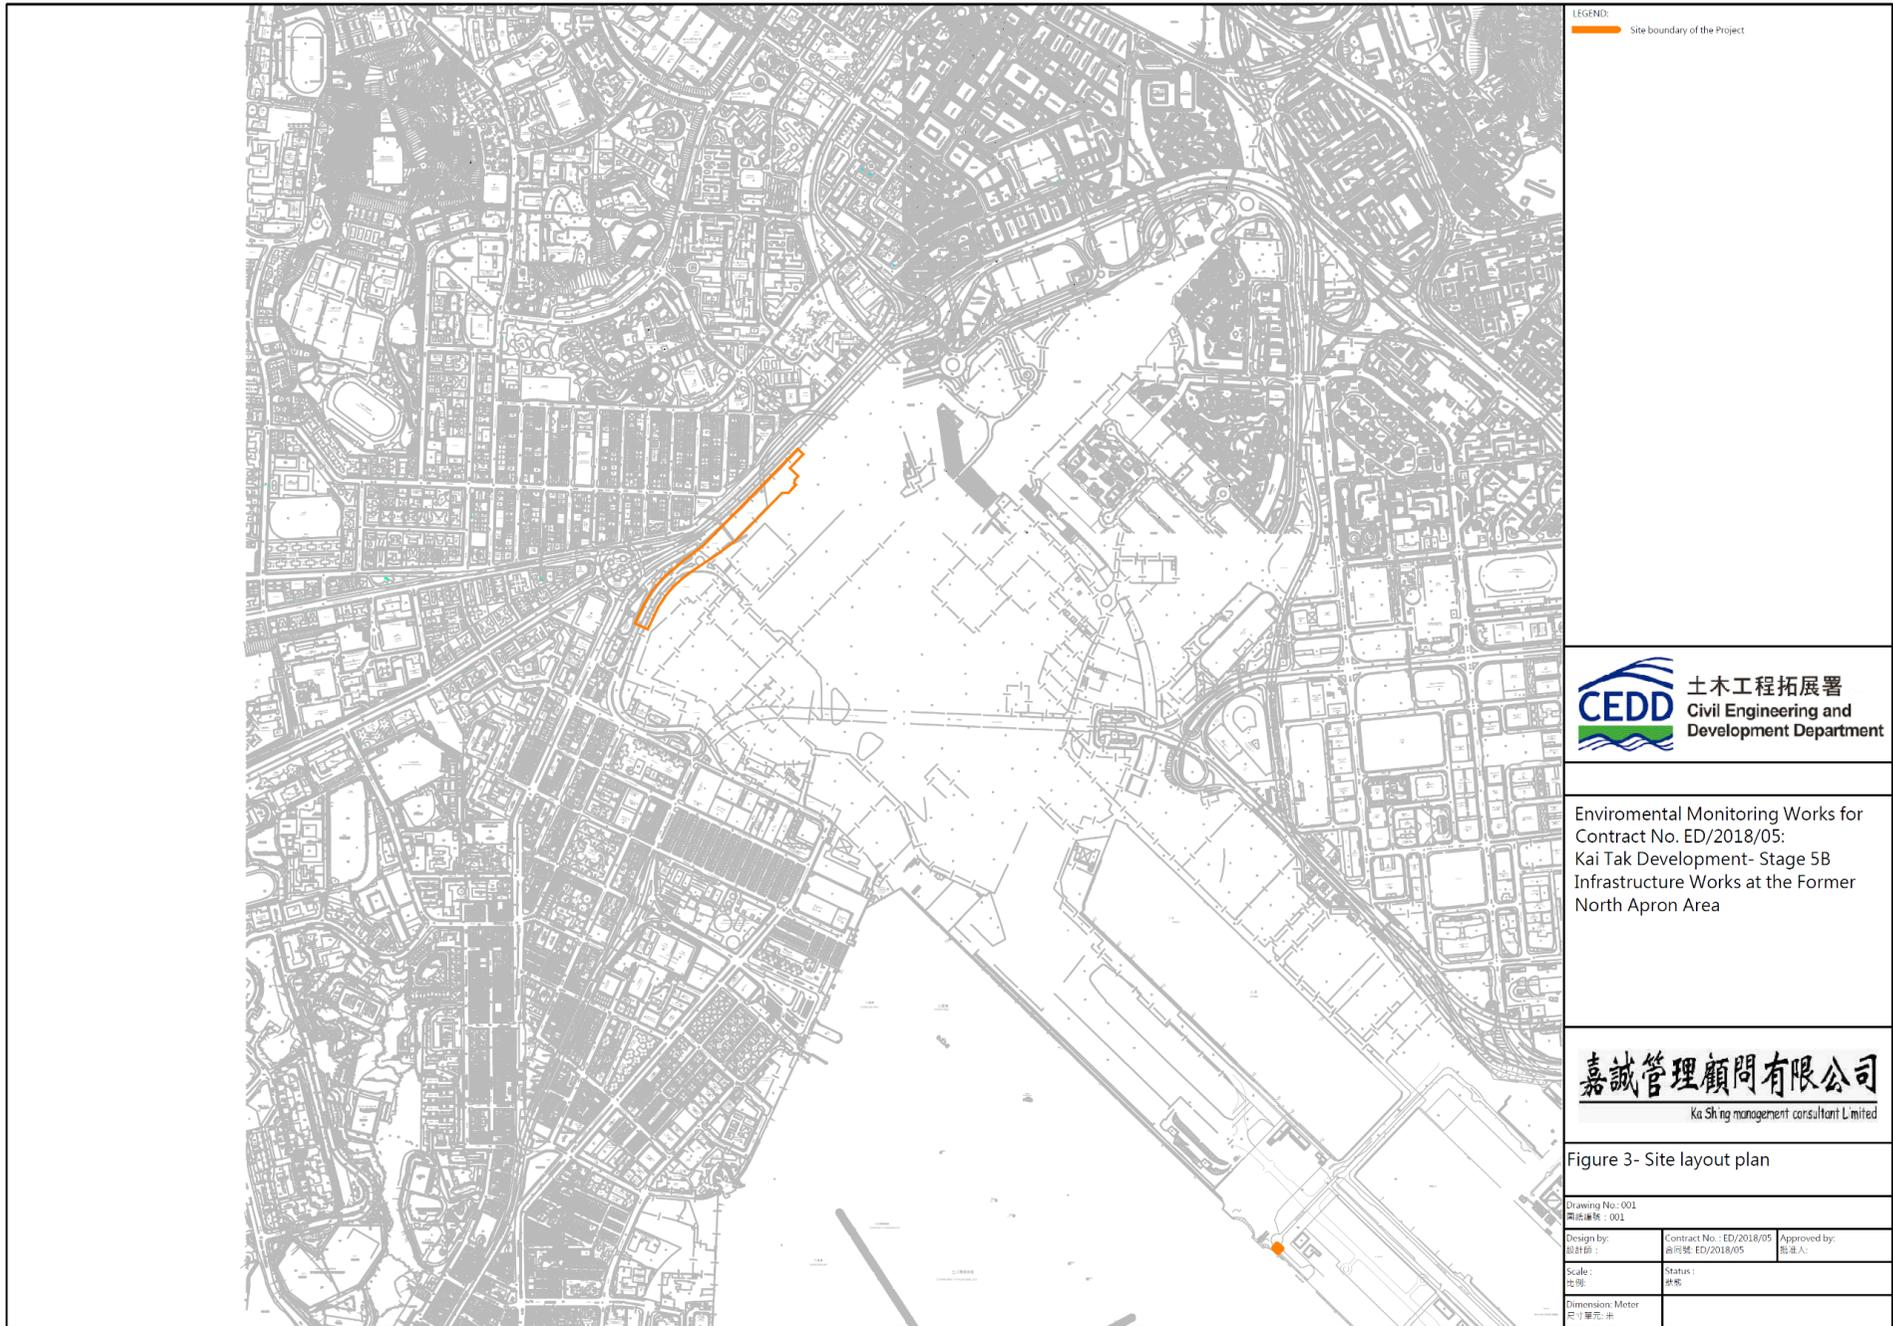 LEGEND:
Site boundary of the Project
CEDD
土木工程拓展署
Civil Engineering and
Development Department
Enviromental Monitoring Works for
Contract No. ED/2018/05:
Kai Tak Development- Stage 5B
Infrastructure Works at the Former
North Apron Area
嘉誠管理顧問有限公司
Ka Shing management consultant Limited
Figure 3- Site layout plan
Drawing No.: 001
圖紙編號：001
Design by:
設計師：
Contract No. : ED/2018/05
合同號: ED/2018/05
Approved by:
批准人:
Scale :
比例:
Status :
狀態
Dimension: Meter
尺寸單元: 米